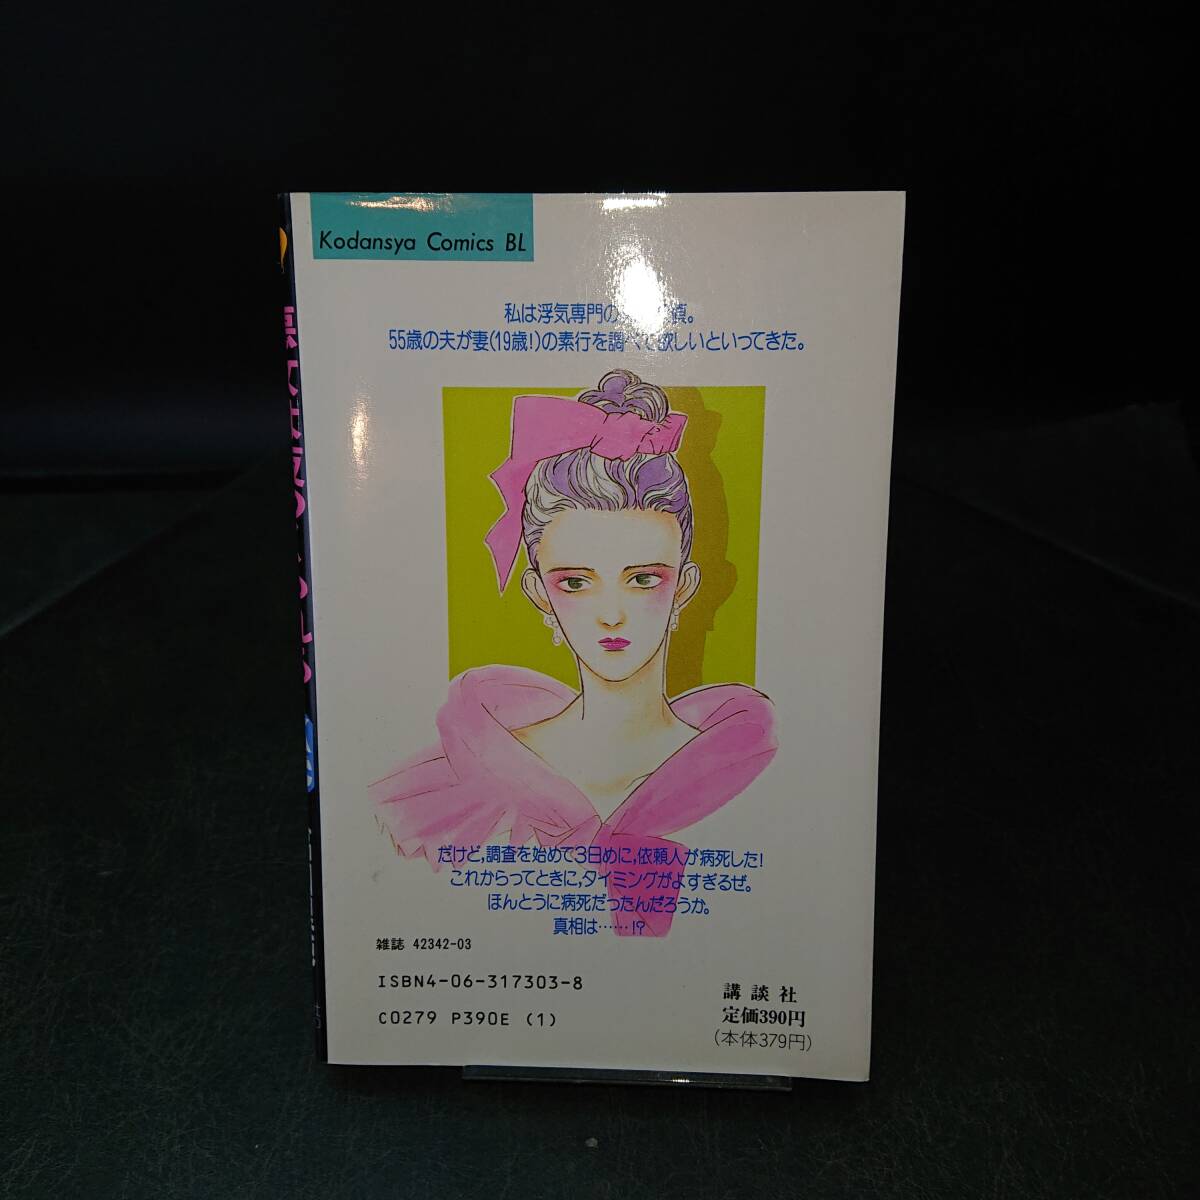 Kodansya Comics BL
私は浮気専門の 偵。
55歳の夫が妻(19歳!)の素行を調べて欲しいといってきた。
だけど,調査を始めて3日めに,依頼人が病死した!
これからってときに,タイミングがよすぎるぜ。
ほんとうに病死だったんだろうか。
真相は……!?
雑誌 42342-03
ISBN4-06-317303-8
C0279 P390E (1)
講談社
定価390円
(本体379円)